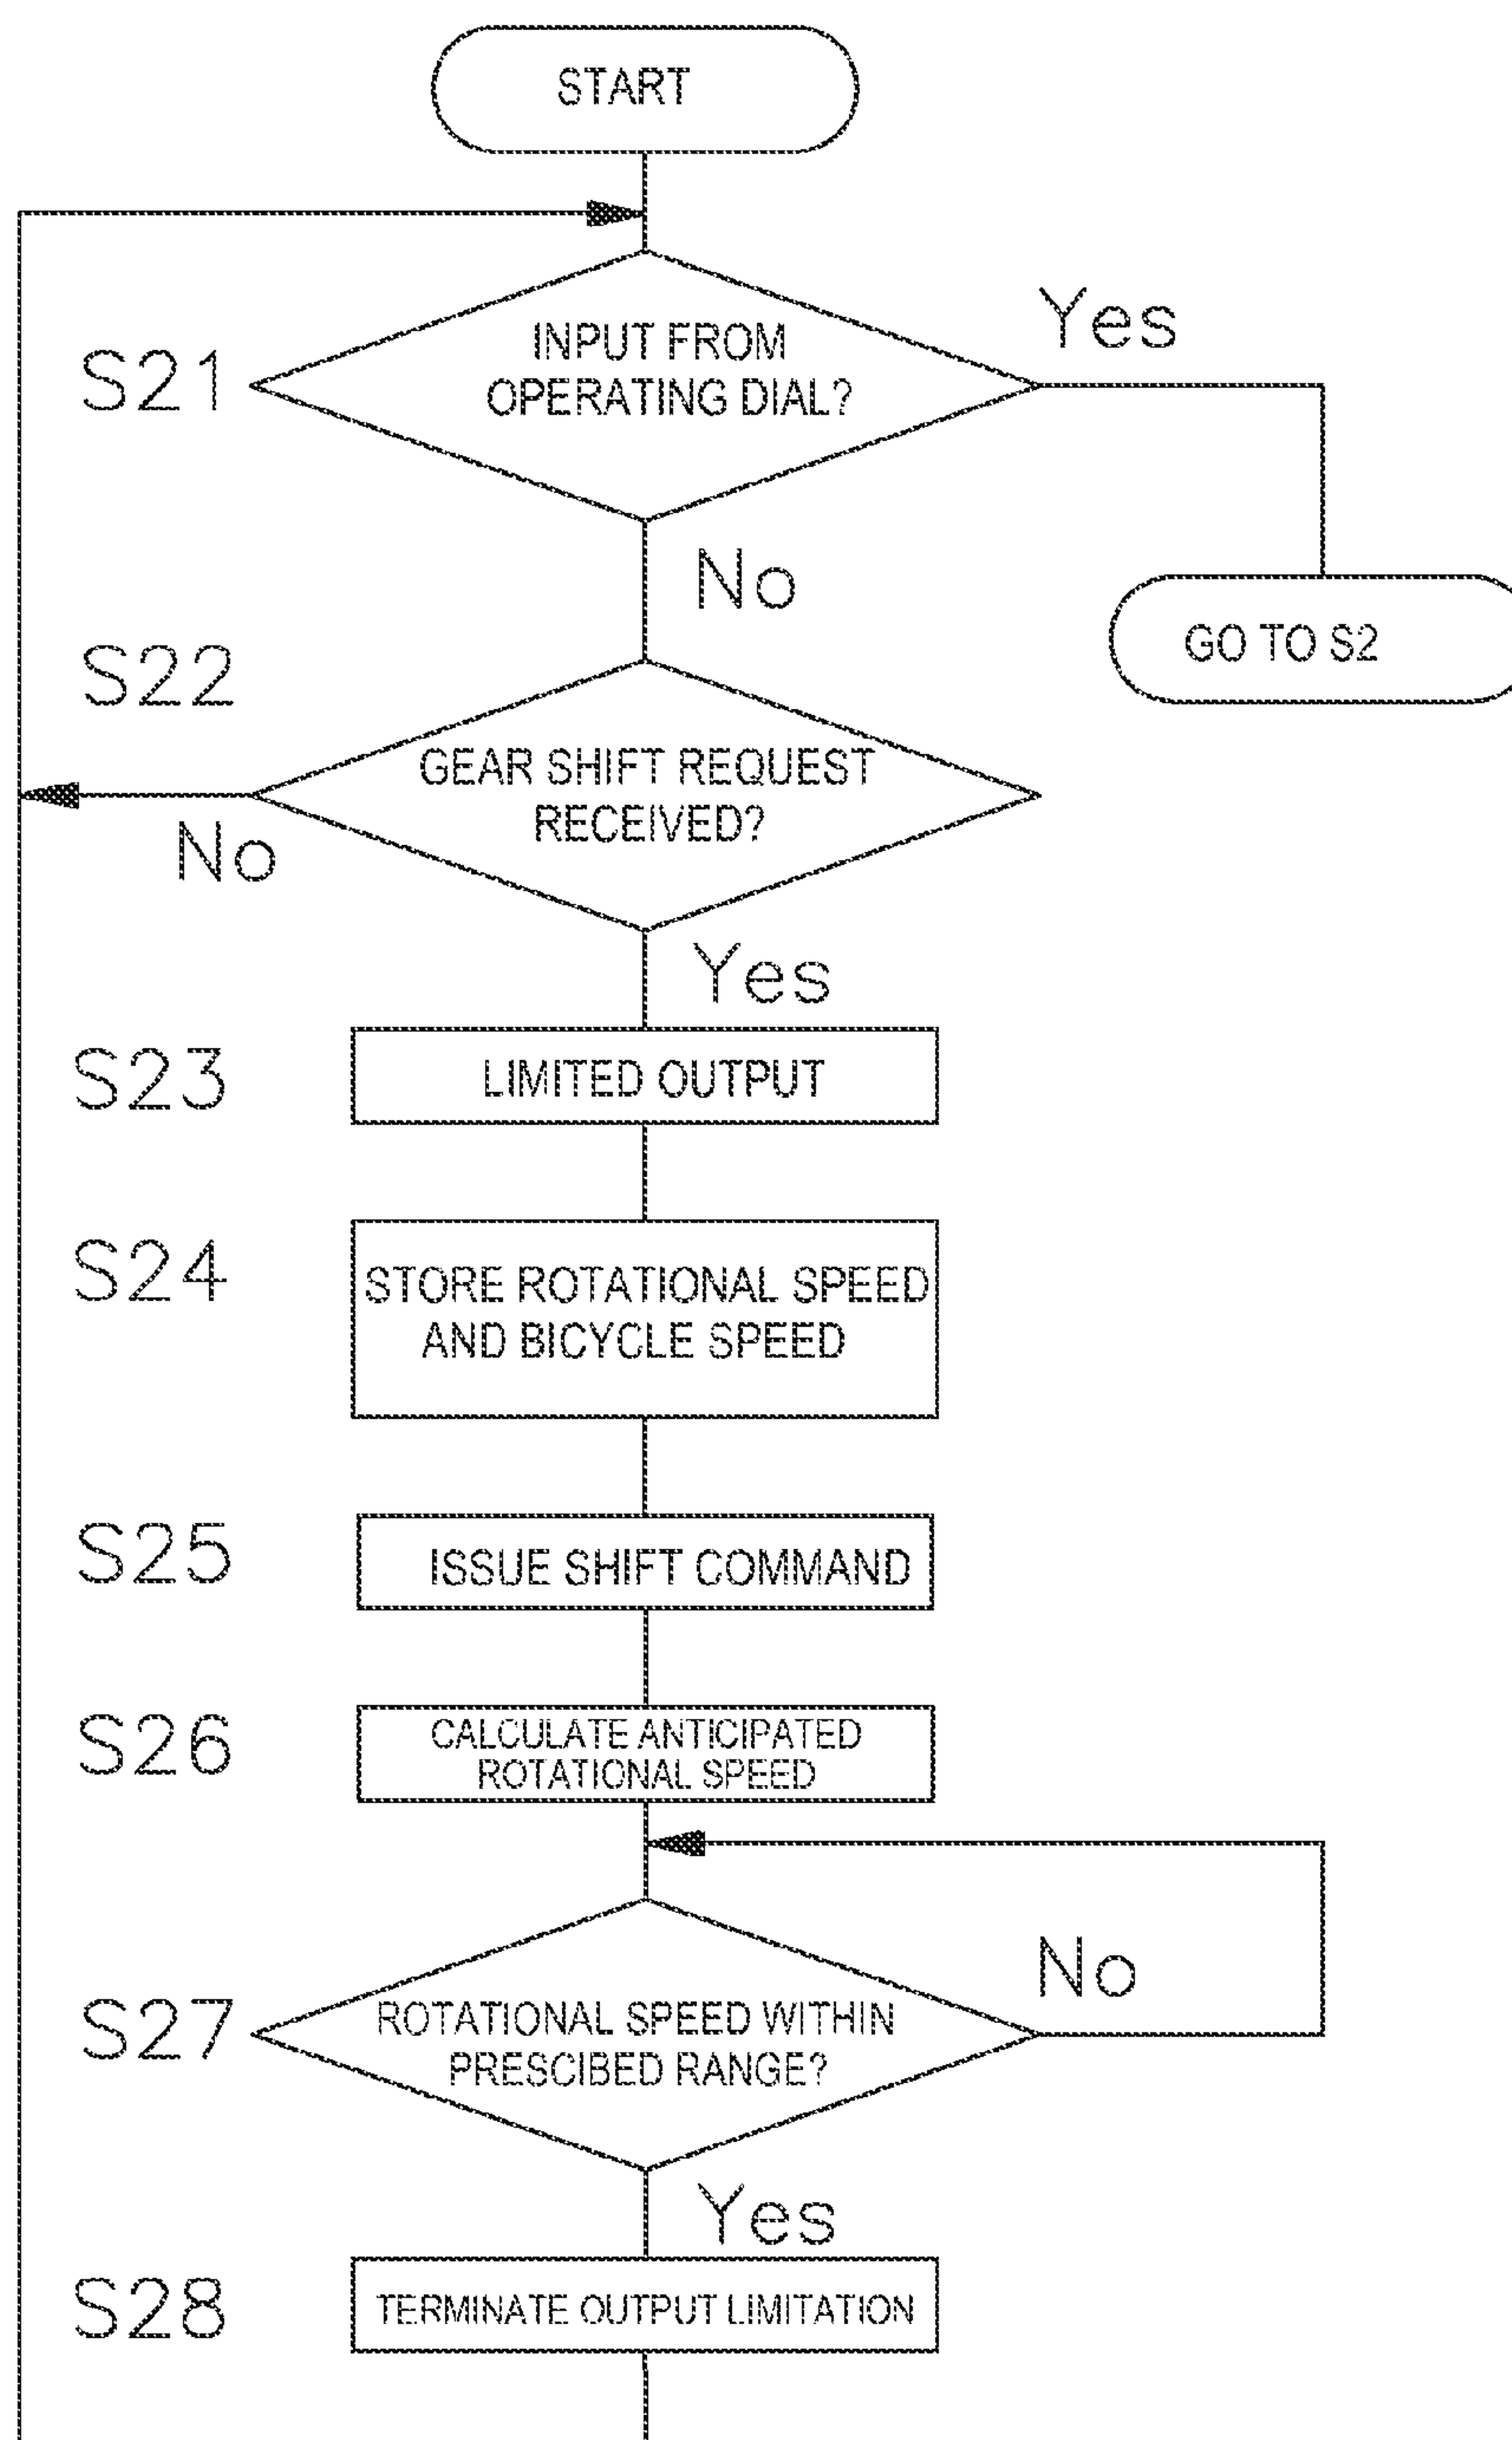 START
S21
INPUT FROM
OPERATING DIAL?
Yes
No
GO TO S2
S22
GEAR SHIFT REQUEST
RECEIVED?
No
Yes
S23
LIMITED OUTPUT
S24
STORE ROTATIONAL SPEED
AND BICYCLE SPEED
S25
ISSUE SHIFT COMMAND
S26
CALCULATE ANTICIPATED
ROTATIONAL SPEED
S27
ROTATIONAL SPEED WITHIN
PRESCIBED RANGE?
No
Yes
S28
TERMINATE OUTPUT LIMITATION